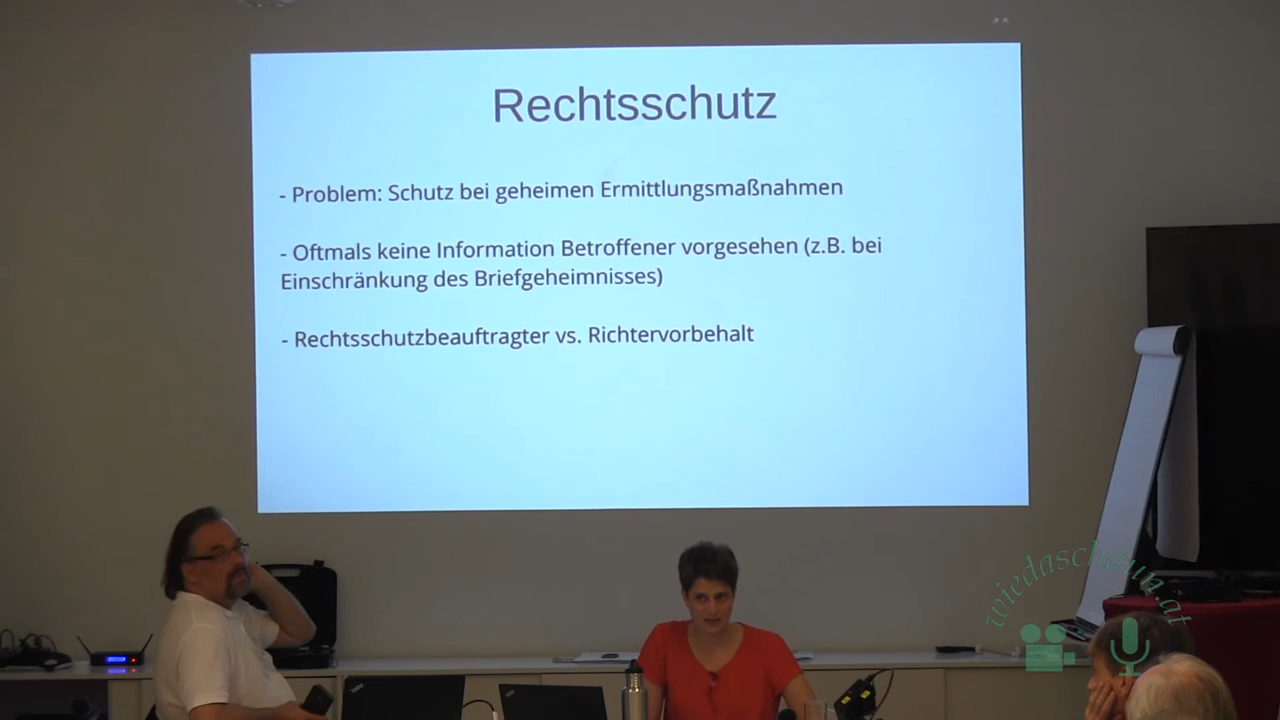 Rechtsschutz
- Problem: Schutz bei geheimen Ermittlungsmaßnahmen
- Oftmals keine Information Betroffener vorgesehen (z.B. bei
Einschränkung des Briefgeheimnisses)
- Rechtsschutzbeauftragter vs. Richtervorbehalt
wiedaschaun.at